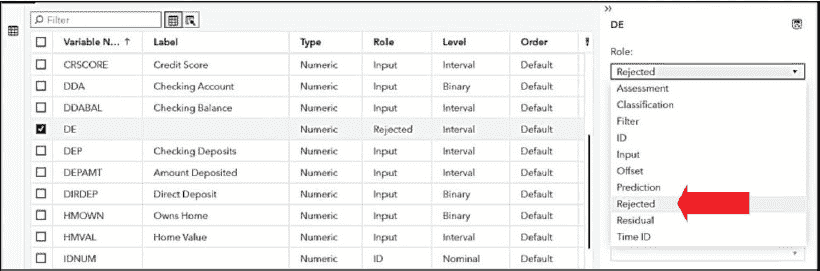 Filter
Variable N... ↑ Label Type Role Level Order
CRSCORE Credit Score Numeric Input Interval Default
DDA Checking Account Numeric Input Binary Default
DDABAL Checking Balance Numeric Input Interval Default
DE Numeric Rejected Interval Default
DEP Checking Deposits Numeric Input Interval Default
DEPAMT Amount Deposited Numeric Input Interval Default
DIRDEP Direct Deposit Numeric Input Binary Default
HMOWN Owns Home Numeric Input Binary Default
HMVAL Home Value Numeric Input Interval Default
IDNUM Numeric ID Nominal Default
DE
Role:
Rejected
Assessment
Classification
Filter
ID
Input
Offset
Prediction
Rejected
Residual
Time ID